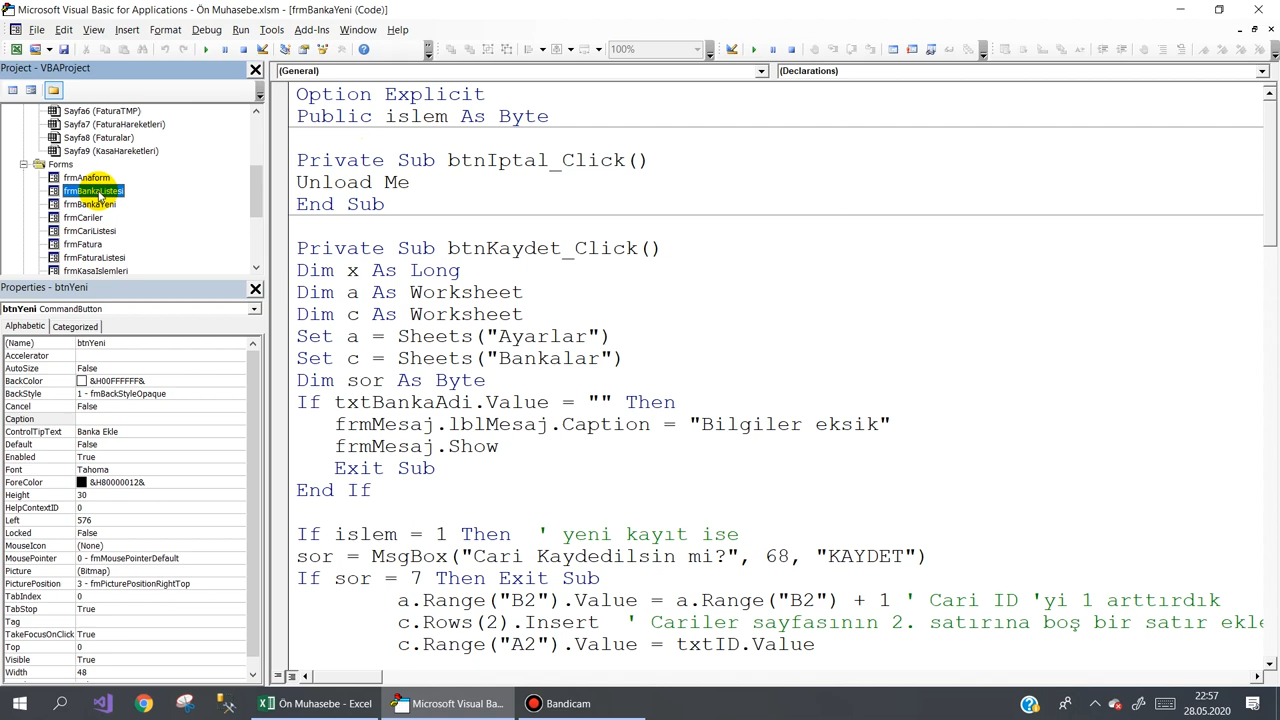 Microsoft Visual Basic for Applications - Ön Muhasebe.xlsm - [frmBankaYeni (Code)]
File Edit View Insert Format Debug Run Tools Add-Ins Window Help
100%
Project - VBAProject
(General)
(Declarations)
Sayfa6 (FaturaTMP)
Sayfa7 (FaturaHareketleri)
Sayfa8 (Faturalar)
Sayfa9 (KasaHareketleri)
Forms
frmAnaform
frmBankaListesi
frmBankaYeni
frmCariler
frmCariListesi
frmFatura
frmFaturaListesi
frmKasaIslemleri
Properties - btnYeni
btnYeni CommandButton
Alphabetic Categorized
(Name) btnYeni
Accelerator
AutoSize False
BackColor &H00FFFFFF&
BackStyle 1 - fmBackStyleOpaque
Cancel False
Caption
ControlTipText Banka Ekle
Default False
Enabled True
Font Tahoma
ForeColor &H80000012&
Height 30
HelpContextID 0
Left 576
Locked False
MouseIcon (None)
MousePointer 0 - fmMousePointerDefault
Picture (Bitmap)
PicturePosition 3 - fmPicturePositionRightTop
TabIndex 0
TabStop True
Tag
TakeFocusOnClick True
Top 0
Visible True
Width 48
Option Explicit
Public islem As Byte
Private Sub btnIptal_Click()
Unload Me
End Sub
Private Sub btnKaydet_Click()
Dim x As Long
Dim a As Worksheet
Dim c As Worksheet
Set a = Sheets("Ayarlar")
Set c = Sheets("Bankalar")
Dim sor As Byte
If txtBankaAdi.Value = "" Then
frmMesaj.lblMesaj.Caption = "Bilgiler eksik"
frmMesaj.Show
Exit Sub
End If
If islem = 1 Then ' yeni kayıt ise
sor = MsgBox("Cari Kaydedilsin mi?", 68, "KAYDET")
If sor = 7 Then Exit Sub
a.Range("B2").Value = a.Range("B2") + 1 ' Cari ID 'yi 1 arttırdık
c.Rows(2).Insert ' Cariler sayfasının 2. satırına boş bir satır ekle
c.Range("A2").Value = txtID.Value
Ön Muhasebe - Excel
Microsoft Visual Ba...
Bandicam
22:57
28.05.2020